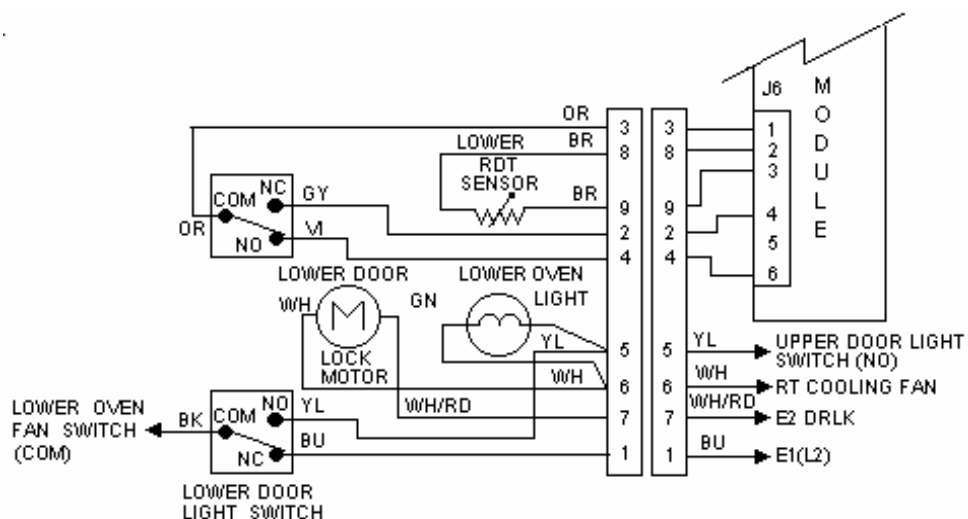 J6
MODULE
OR
3
3
1
LOWER
BR
8
8
2
RDT
SENSOR
3
COM
NC
GY
BR
9
9
4
OR
2
2
5
NO
VI
4
4
6
LOWER DOOR
LOWER OVEN
LIGHT
WH
GN
M
YL
5
5
YL
UPPER DOOR LIGHT
SWITCH (NO)
LOCK
MOTOR
WH
6
6
WH
RT COOLING FAN
LOWER OVEN
FAN SWITCH
(COM)
BK
COM
NO
YL
WH/RD
7
7
WH/RD
E2 DRLK
BU
NC
1
1
BU
E1(L2)
LOWER DOOR
LIGHT SWITCH